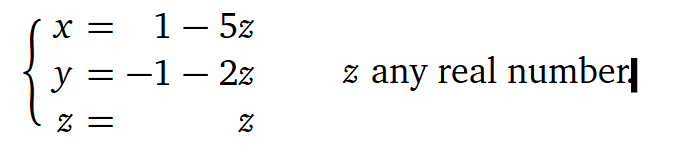 x = 1 − 5z
y = −1 − 2z z any real number.
z = z